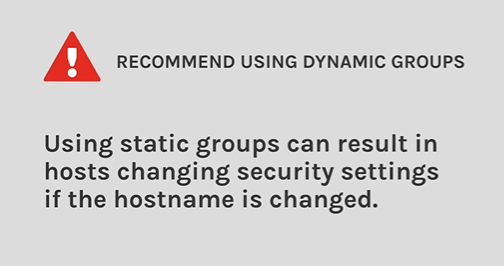 RECOMMEND USING DYNAMIC GROUPS
Using static groups can result in
hosts changing security settings
if the hostname is changed.